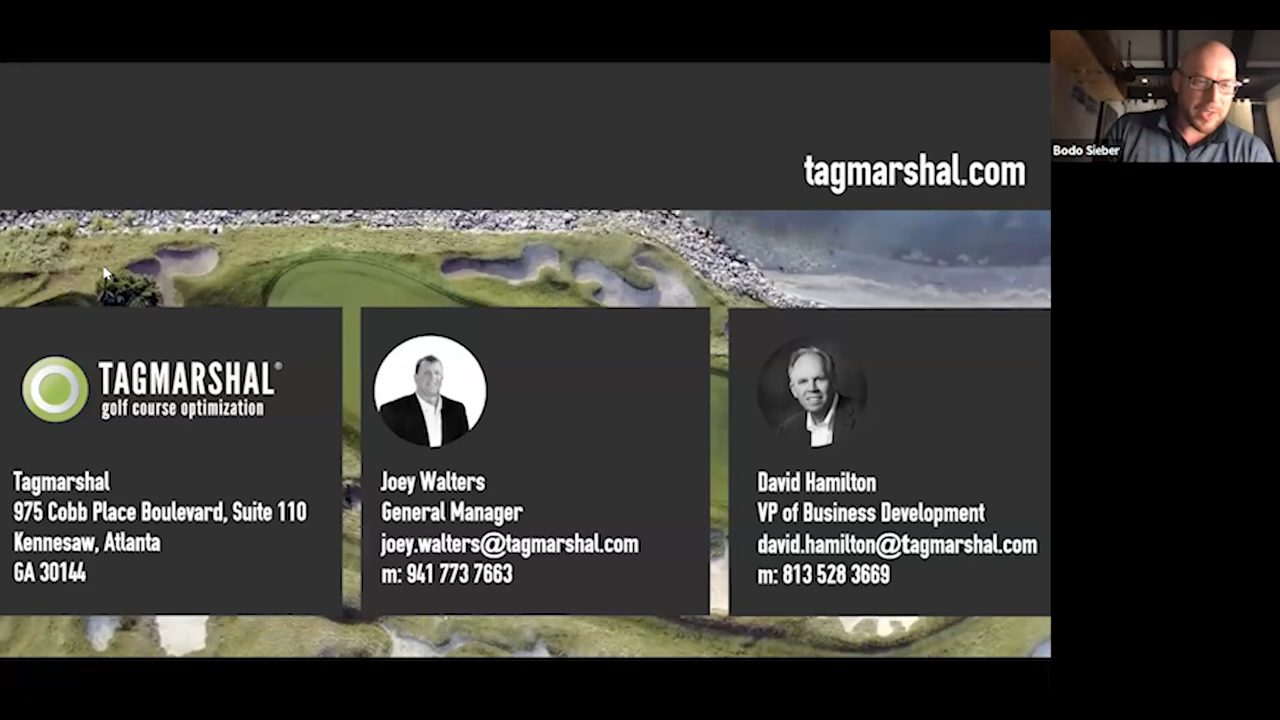 tagmarshal.com
Bodo Sieber
TAGMARSHAL®
golf course optimization
Tagmarshal
975 Cobb Place Boulevard, Suite 110
Kennesaw, Atlanta
GA 30144
Joey Walters
General Manager
joey.walters@tagmarshal.com
m: 941 773 7663
David Hamilton
VP of Business Development
david.hamilton@tagmarshal.com
m: 813 528 3669